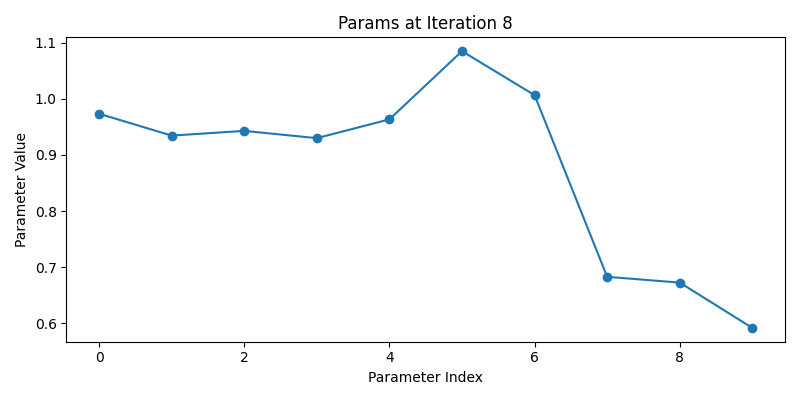 Params at Iteration 8
Parameter Value
1.1
1.0
0.9
0.8
0.7
0.6
0 2 4 6 8
Parameter Index